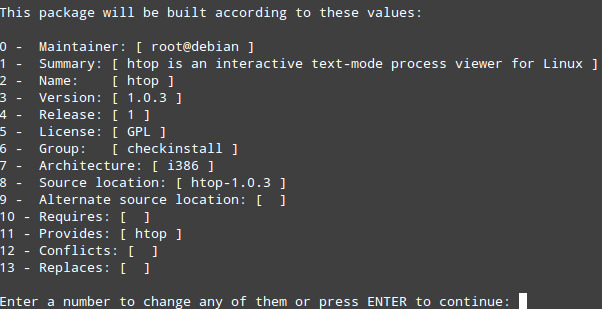 This package will be built according to these values:
0 -  Maintainer: [ root@debian ]
1 -  Summary: [ htop is an interactive text-mode process viewer for Linux ]
2 -  Name:    [ htop ]
3 -  Version: [ 1.0.3 ]
4 -  Release: [ 1 ]
5 -  License: [ GPL ]
6 -  Group:   [ checkinstall ]
7 -  Architecture: [ i386 ]
8 -  Source location: [ htop-1.0.3 ]
9 -  Alternate source location: [  ]
10 - Requires: [  ]
11 - Provides: [ htop ]
12 - Conflicts: [  ]
13 - Replaces: [  ]
Enter a number to change any of them or press ENTER to continue: